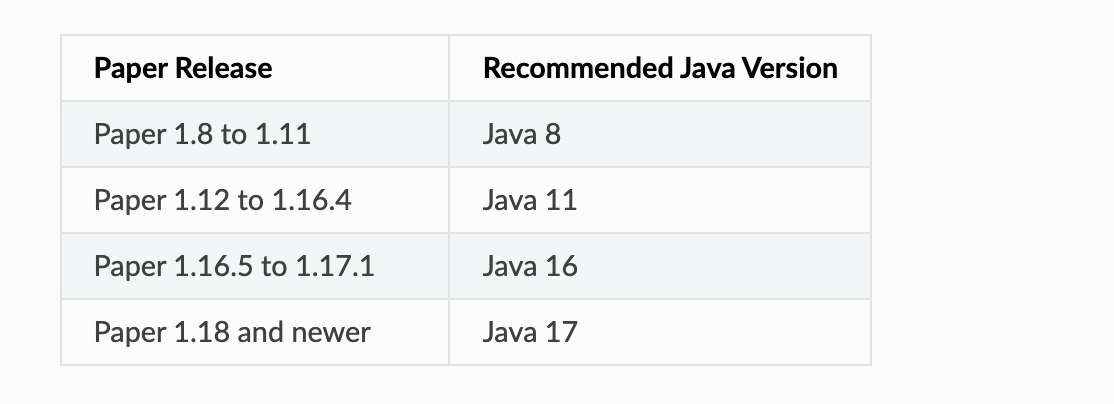 Paper Release Recommended Java Version
Paper 1.8 to 1.11 Java 8
Paper 1.12 to 1.16.4 Java 11
Paper 1.16.5 to 1.17.1 Java 16
Paper 1.18 and newer Java 17